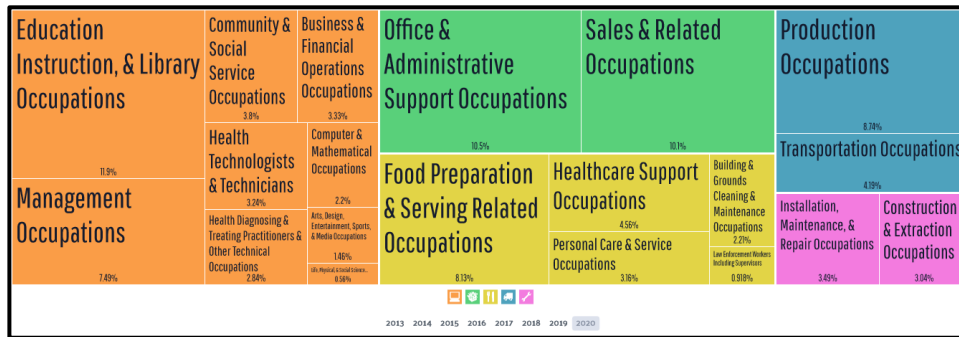 Education
Instruction, & Library
Occupations
11.9%
Management
Occupations
7.49%
Community &
Social
Service
Occupations
3.8%
Business &
Financial
Operations
Occupations
3.33%
Health
Technologists
& Technicians
3.24%
Computer &
Mathematical
Occupations
2.2%
Health Diagnosing &
Treating Practitioners &
Other Technical
Occupations
2.84%
Arts, Design,
Entertainment, Sports,
& Media Occupations
1.46%
Life, Physical, & Social Science...
Office &
Administrative
Support Occupations
10.5%
Sales & Related
Occupations
10.1%
Food Preparation
& Serving Related
Occupations
8.13%
Healthcare Support
Occupations
4.56%
Personal Care & Service
Occupations
3.16%
Building &
Grounds
Cleaning &
Maintenance
Occupations
2.21%
Law Enforcement Workers
Including Supervisors
0.918%
Production
Occupations
8.74%
Transportation Occupations
4.19%
Installation,
Maintenance, &
Repair Occupations
3.49%
Construction
& Extraction
Occupations
3.04%
2013 2014 2015 2016 2017 2018 2019 2020